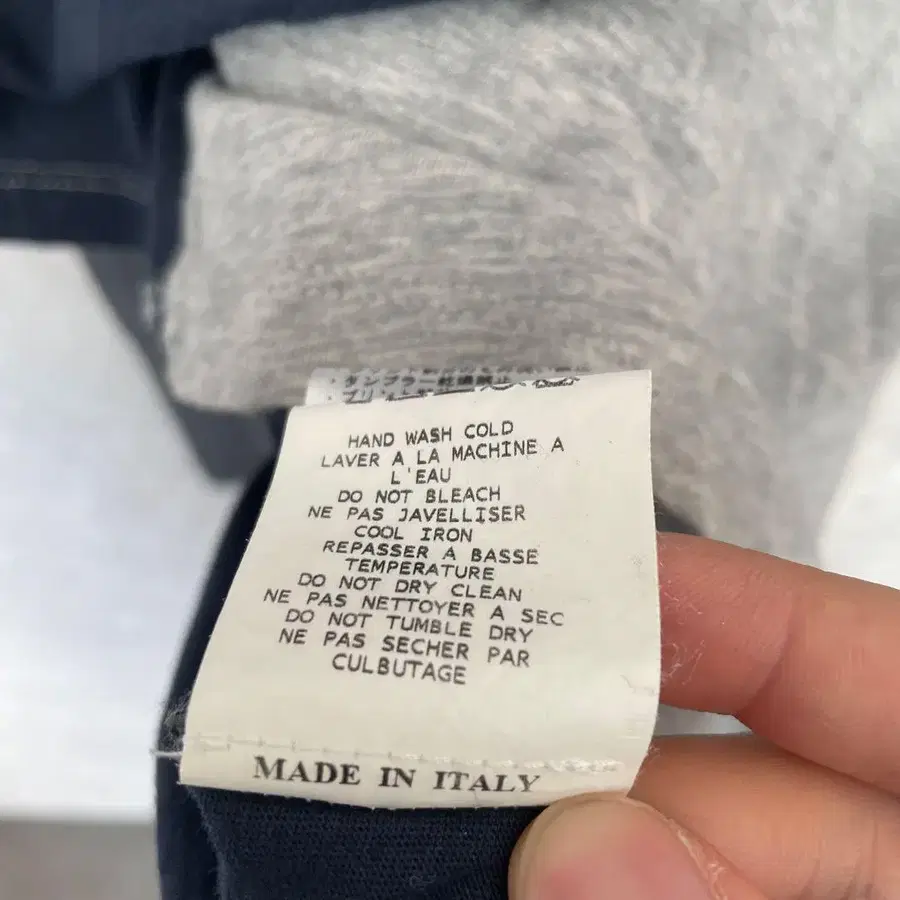 HAND WASH COLD
LAVER A LA MACHINE A
L'EAU
DO NOT BLEACH
NE PAS JAVELLISER
COOL IRON
REPASSER A BASSE
TEMPERATURE
DO NOT DRY CLEAN
NE PAS NETTOYER A SEC
DO NOT TUMBLE DRY
NE PAS SECHER PAR
CULBUTAGE
MADE IN ITALY